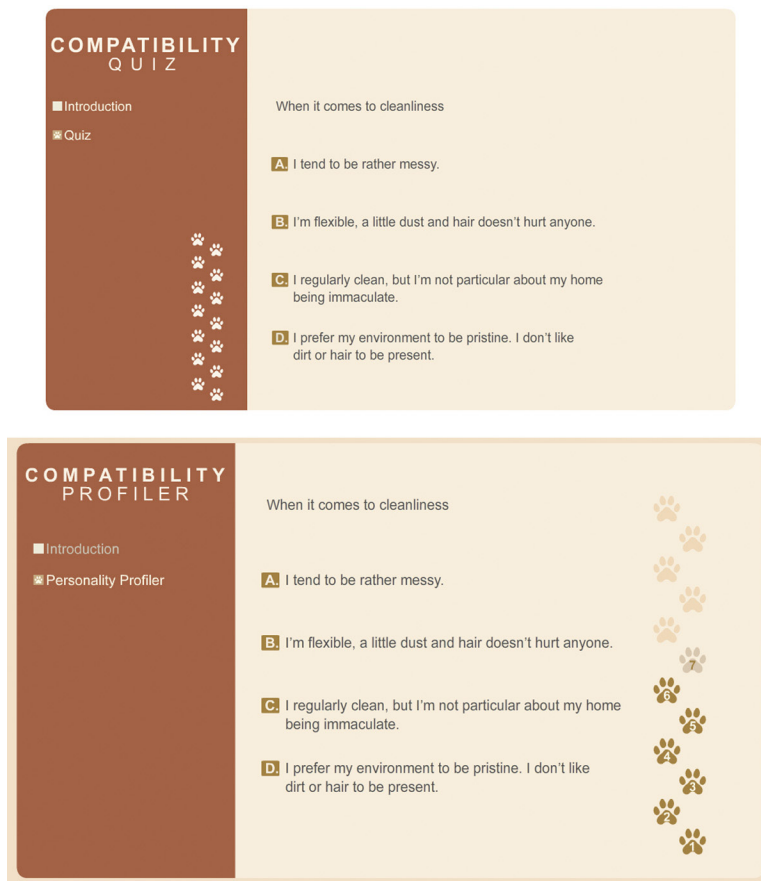 COMPATIBILITY
QUIZ
Introduction
Quiz
When it comes to cleanliness
A. I tend to be rather messy.
B. I'm flexible, a little dust and hair doesn't hurt anyone.
C. I regularly clean, but I'm not particular about my home
being immaculate.
D. I prefer my environment to be pristine. I don't like
dirt or hair to be present.
COMPATIBILITY
PROFILER
Introduction
Personality Profiler
When it comes to cleanliness
A. I tend to be rather messy.
B. I'm flexible, a little dust and hair doesn't hurt anyone.
C. I regularly clean, but I'm not particular about my home
being immaculate.
D. I prefer my environment to be pristine. I don't like
dirt or hair to be present.
7
6
5
4
3
2
1